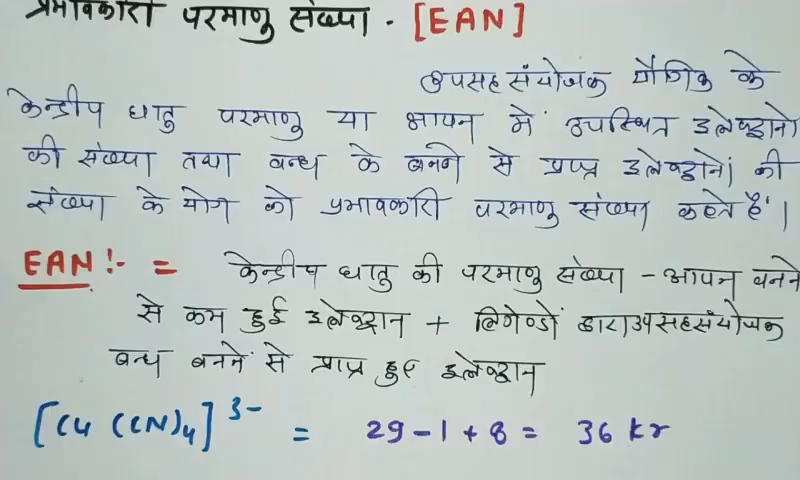 प्रभावकारी परमाणु संख्या. [EAN]
उपसहसंयोजक यौगिक के
केन्द्रीय धातु परमाणु या आयन में उपस्थित इलेक्ट्रानो
की संख्या तथा बन्ध के बनने से प्राप्त इलेक्ट्रानों की
संख्या के योग को प्रभावकारी परमाणु संख्या कहते हैं।
EAN:- = केन्द्रीय धातु की परमाणु संख्या - आयन बनने
से कम हुई इलेक्ट्रान + लिगेण्डों द्वारा उपसहसंयोजक
बन्ध बनने से प्राप्त हुए इलेक्ट्रान
[Cu (CN)4]3- = 29-1+8= 36 kr